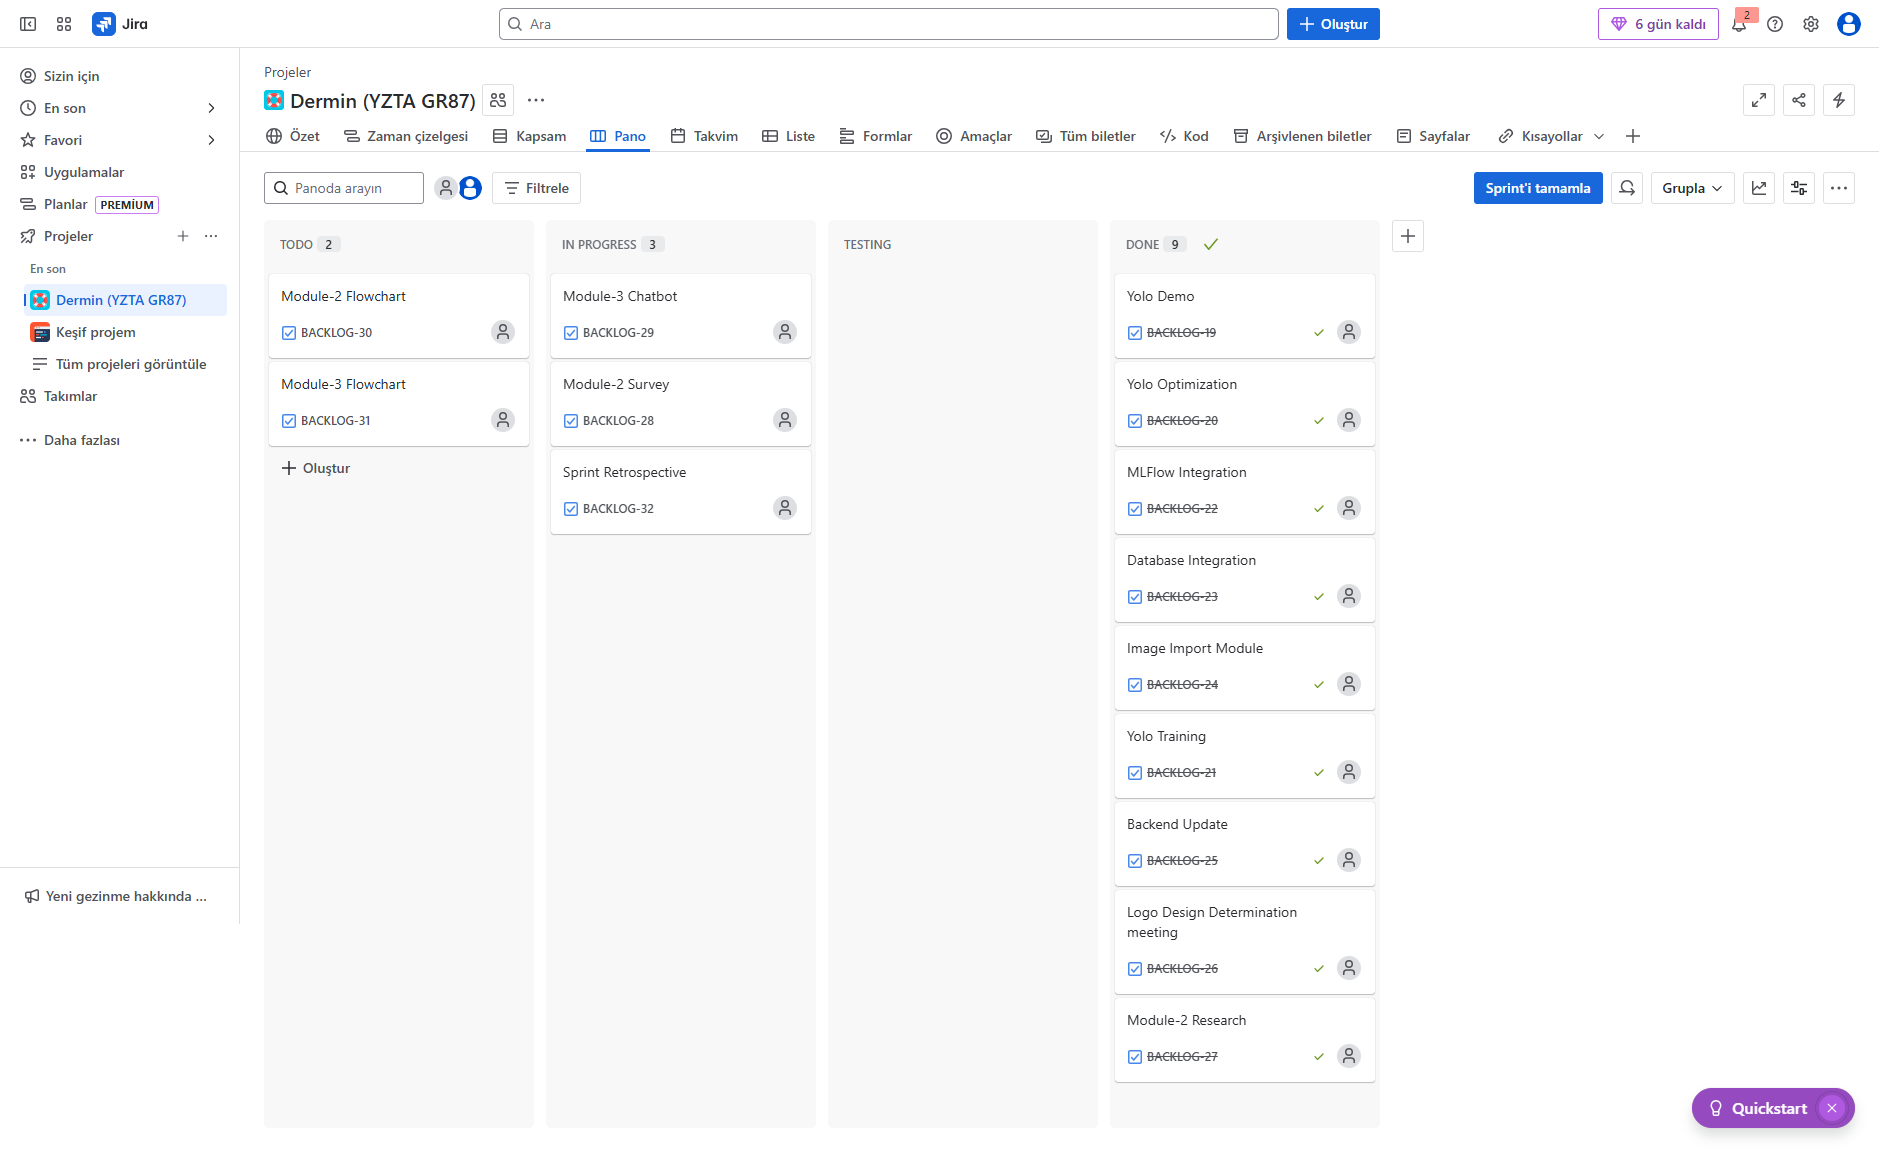 Jira
Ara
Oluştur
6 gün kaldı
2
Sizin için
En son
Favori
Uygulamalar
Planlar PREMİUM
Projeler
En son
Dermin (YZTA GR87)
Keşif projem
Tüm projeleri görüntüle
Takımlar
Daha fazlası
Yeni gezinme hakkında ...
Projeler
Dermin (YZTA GR87)
Özet
Zaman çizelgesi
Kapsam
Pano
Takvim
Liste
Formlar
Amaçlar
Tüm biletler
Kod
Arşivlenen biletler
Sayfalar
Kısayollar
Panoda arayın
Filtrele
Sprint'i tamamla
Grupla
TODO 2
Module-2 Flowchart
BACKLOG-30
Module-3 Flowchart
BACKLOG-31
Oluştur
IN PROGRESS 3
Module-3 Chatbot
BACKLOG-29
Module-2 Survey
BACKLOG-28
Sprint Retrospective
BACKLOG-32
TESTING
DONE 9
Yolo Demo
BACKLOG-19
Yolo Optimization
BACKLOG-20
MLFlow Integration
BACKLOG-22
Database Integration
BACKLOG-23
Image Import Module
BACKLOG-24
Yolo Training
BACKLOG-21
Backend Update
BACKLOG-25
Logo Design Determination
meeting
BACKLOG-26
Module-2 Research
BACKLOG-27
Quickstart